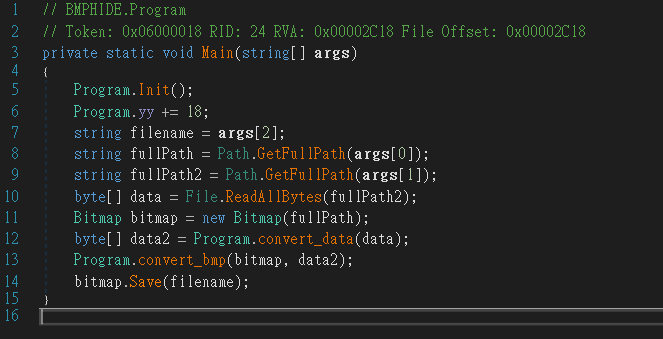 1 // BMPHIDE.Program
2 // Token: 0x06000018 RID: 24 RVA: 0x00002C18 File Offset: 0x00002C18
3 private static void Main(string[] args)
4 {
5 Program.Init();
6 Program.yy += 18;
7 string filename = args[2];
8 string fullPath = Path.GetFullPath(args[0]);
9 string fullPath2 = Path.GetFullPath(args[1]);
10 byte[] data = File.ReadAllBytes(fullPath2);
11 Bitmap bitmap = new Bitmap(fullPath);
12 byte[] data2 = Program.convert_data(data);
13 Program.convert_bmp(bitmap, data2);
14 bitmap.Save(filename);
15 }
16